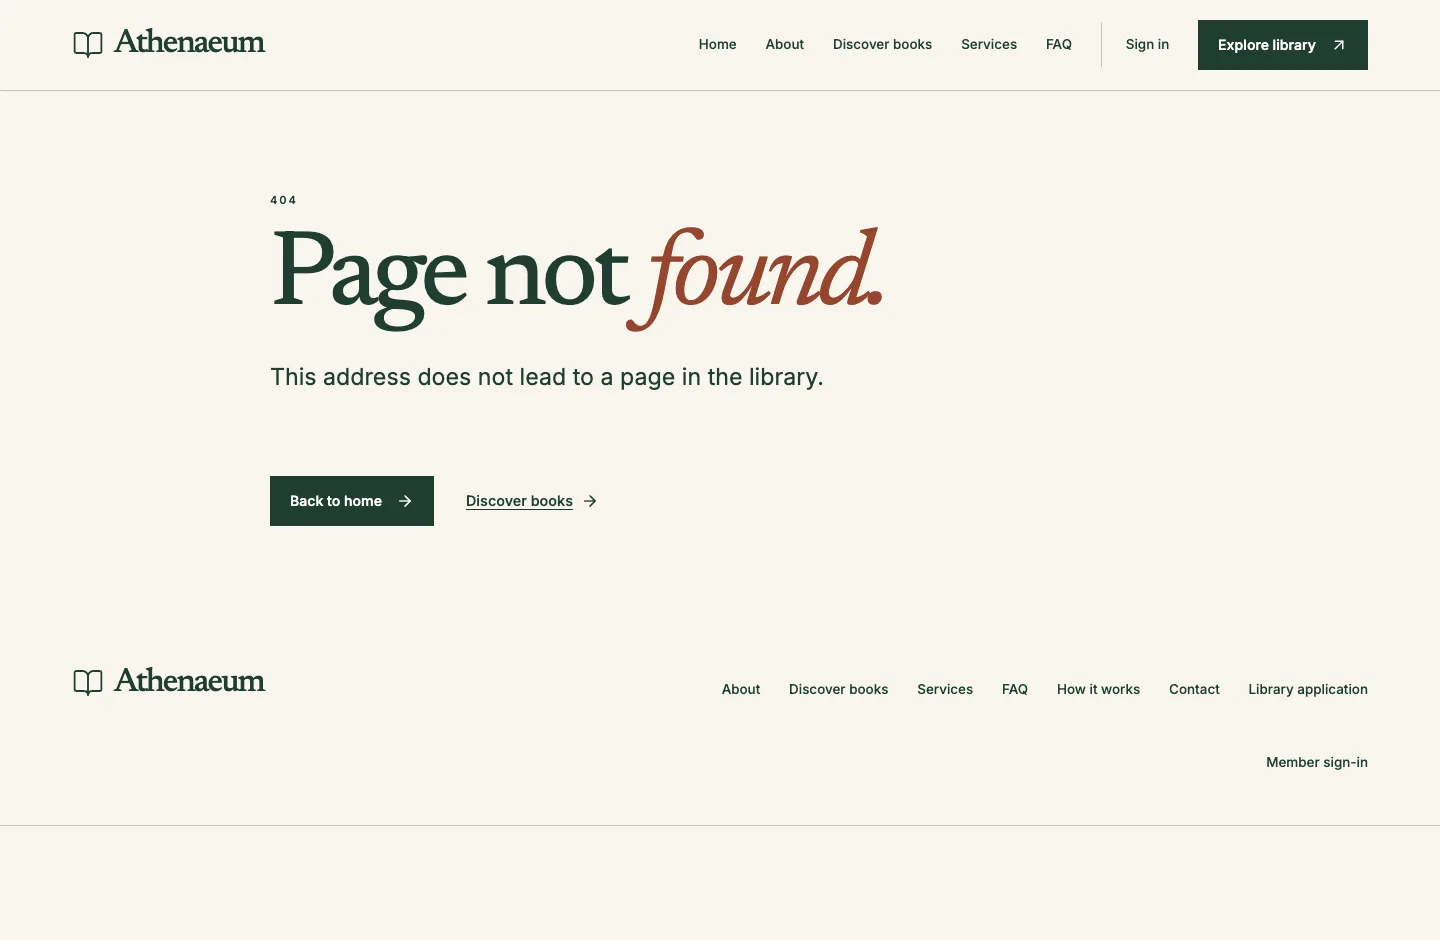 Athenaeum
Home About Discover books Services FAQ Sign in Explore library
404
Page not found.
This address does not lead to a page in the library.
Back to home Discover books
Athenaeum
About Discover books Services FAQ How it works Contact Library application
Member sign-in